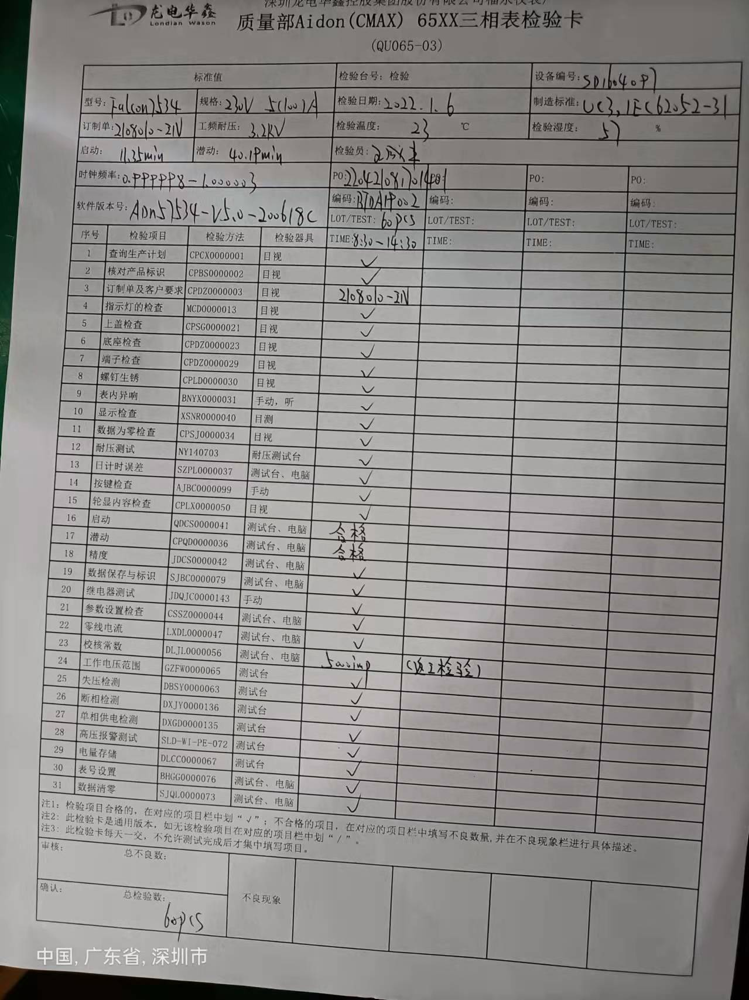 龙电华鑫
Londian Wason
质量部Aidon(CMAX) 65XX三相表检验卡
(QU065-03)
标准值 检验台号: 检验 设备编号:
型号: Falcon7534 规格: 230V 5(100)A 检验日期: 2022.1.6 制造标准: UC3, IEC62052-31
订制单: 2108010-ZIN 工频耐压: 3.2KV 检验温度: 23 ℃ 检验湿度: 57 %
启动: 11.35min 潜动: 40.19min 检验员:
时钟频率: 0.999998-1.000003 PO: PO: PO:
软件版本号: ADn57534-V5.0-200618C 编码: 编码: 编码: 编码:
LOT/TEST: 60pcs LOT/TEST: LOT/TEST: LOT/TEST:
序号 检验项目 检验方法 检验器具 TIME: 8:30-14:30 TIME: TIME: TIME:
1 查询生产计划 CPCX0000001 目视 ✓
2 核对产品标识 CPBS0000002 目视 ✓
3 订制单及客户要求 CPDZ0000003 目视 2108010-ZIN
4 指示灯的检查 MCD0000013 目视 ✓
5 上盖检查 CPSG0000021 目视 ✓
6 底座检查 CPDZ0000023 目视 ✓
7 端子检查 CPDZ0000029 目视 ✓
8 螺钉生锈 CPLD0000030 目视 ✓
9 表内异响 BNYX0000031 手动，听 ✓
10 显示检查 XSNR0000040 目测 ✓
11 数据为零检查 CPSJ0000034 目视 ✓
12 耐压测试 NY140703 耐压测试台 ✓
13 日计时误差 SZPL0000037 测试台、电脑 ✓
14 按键检查 AJBC0000099 手动 ✓
15 轮显内容检查 CPLX0000050 目视 ✓
16 启动 QDCS0000041 测试台、电脑 合格
17 潜动 CPQD0000036 测试台、电脑 合格
18 精度 JDCS0000042 测试台、电脑 ✓
19 数据保存与标识 SJBC0000079 测试台、电脑 ✓
20 继电器测试 JDQJC0000143 手动 ✓
21 参数设置检查 CSSZ0000044 测试台、电脑 ✓
22 零线电流 LXDL0000047 测试台、电脑 ✓
23 校核常数 DLJL0000056 测试台、电脑 500imp (返工检验)
24 工作电压范围 GZFW0000065 测试台 ✓
25 失压检测 DBSY0000063 测试台 ✓
26 断相检测 DXJY0000136 测试台 ✓
27 单相供电检测 DXGD0000135 测试台 ✓
28 高压报警测试 SLD-WI-PE-072 测试台 ✓
29 电量存储 DLCC0000067 测试台 ✓
30 表号设置 BHGG0000076 测试台、电脑 ✓
31 数据清零 SJQL0000073 测试台、电脑 ✓
注1: 检验项目合格的，在对应的项目栏中划“√”；不合格的项目，在对应的项目栏中填写不良数量,并在不良现象栏进行具体描述。
注2: 此检验卡是通用版本，如无该检验项目在对应的项目栏中划“/”。
注3: 此检验卡每天一交，不允许测试完成后才集中填写项目。
审核: 总不良数:
确认: 总检验数: 60pcs 不良现象
中国, 广东省, 深圳市